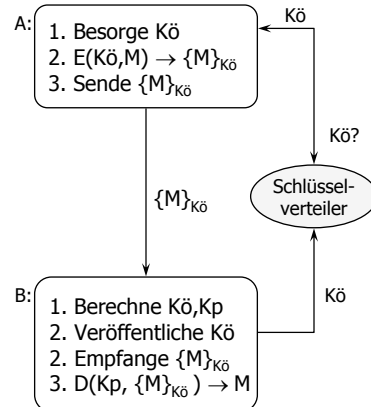 A:
1. Besorge Kö
2. E(Kö,M) → {M}Kö
3. Sende {M}Kö
Kö
Kö?
{M}Kö
Schlüssel-
verteiler
Kö
B:
1. Berechne Kö,Kp
2. Veröffentliche Kö
2. Empfange {M}Kö
3. D(Kp, {M}Kö ) → M